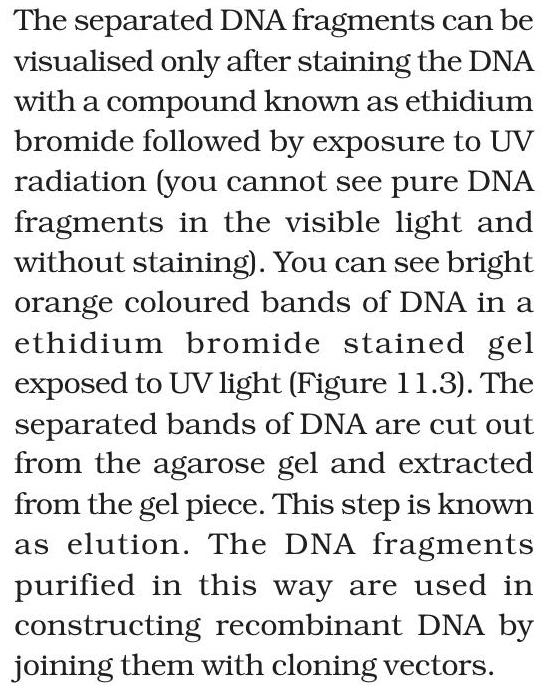 The separated DNA fragments can be
visualised only after staining the DNA
with a compound known as ethidium
bromide followed by exposure to UV
radiation (you cannot see pure DNA
fragments in the visible light and
without staining). You can see bright
orange coloured bands of DNA in a
ethidium bromide stained gel
exposed to UV light (Figure 11.3). The
separated bands of DNA are cut out
from the agarose gel and extracted
from the gel piece. This step is known
as elution. The DNA fragments
purified in this way are used in
constructing recombinant DNA by
joining them with cloning vectors.